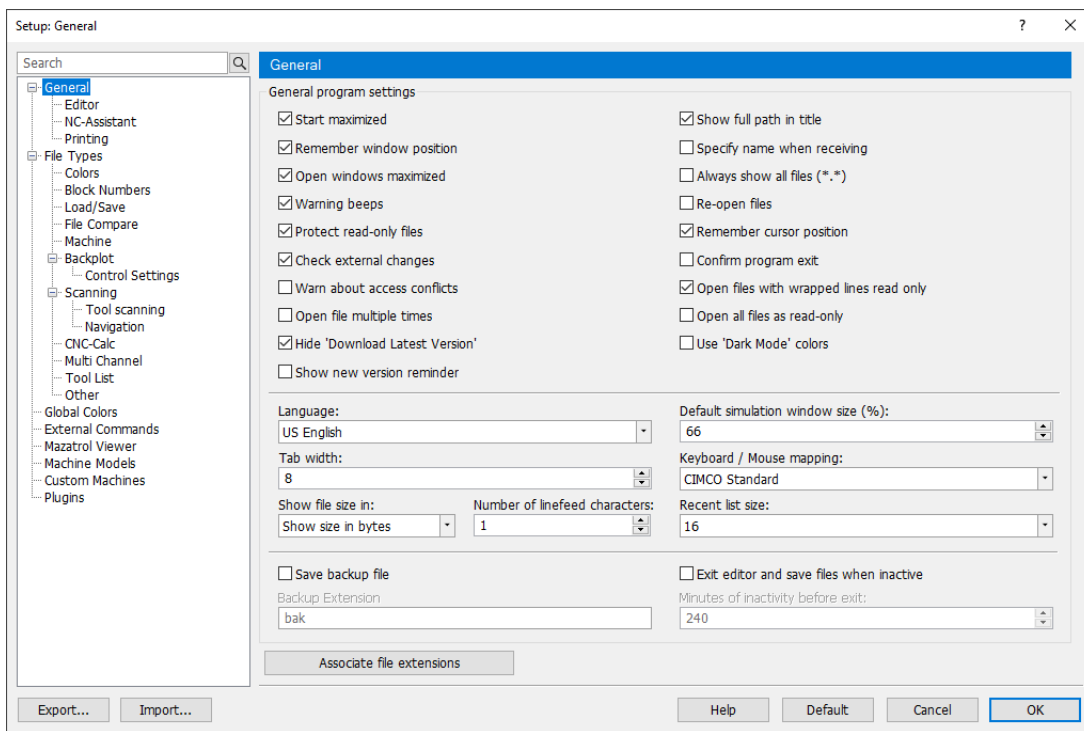 Setup: General
?
Search
General
Editor
NC-Assistant
Printing
File Types
Colors
Block Numbers
Load/Save
File Compare
Machine
Backplot
Control Settings
Scanning
Tool scanning
Navigation
CNC-Calc
Multi Channel
Tool List
Other
Global Colors
External Commands
Mazatrol Viewer
Machine Models
Custom Machines
Plugins
General
General program settings
Start maximized
Remember window position
Open windows maximized
Warning beeps
Protect read-only files
Check external changes
Warn about access conflicts
Open file multiple times
Hide 'Download Latest Version'
Show new version reminder
Show full path in title
Specify name when receiving
Always show all files (*.*)
Re-open files
Remember cursor position
Confirm program exit
Open files with wrapped lines read only
Open all files as read-only
Use 'Dark Mode' colors
Language:
US English
Default simulation window size (%):
66
Tab width:
8
Keyboard / Mouse mapping:
CIMCO Standard
Show file size in:
Show size in bytes
Number of linefeed characters:
1
Recent list size:
16
Save backup file
Backup Extension
bak
Exit editor and save files when inactive
Minutes of inactivity before exit:
240
Associate file extensions
Export...
Import...
Help
Default
Cancel
OK